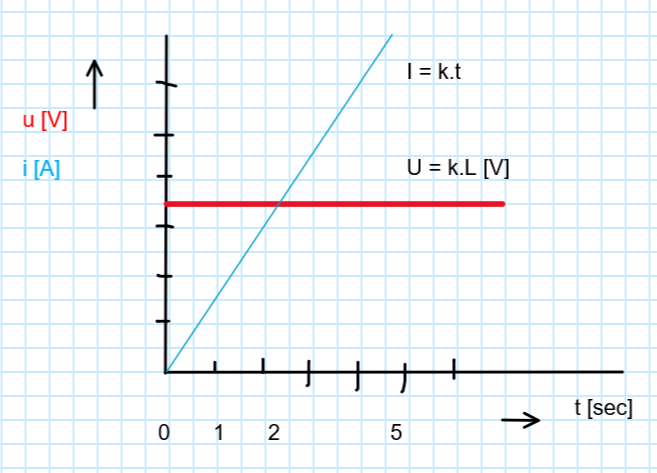 I = k.t
u [V]
i [A]
U = k.L [V]
t [sec]
0 1 2 5